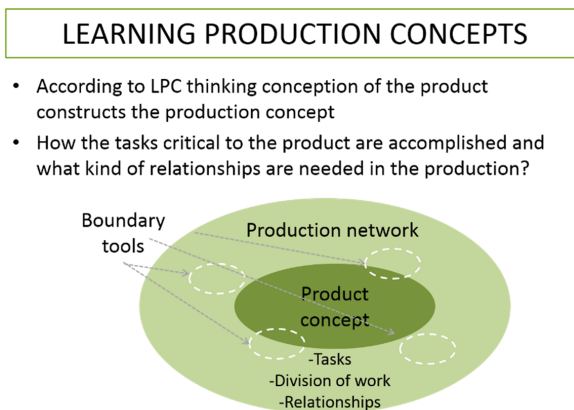 LEARNING PRODUCTION CONCEPTS
• According to LPC thinking conception of the product
constructs the production concept
• How the tasks critical to the product are accomplished and
what kind of relationships are needed in the production?
Boundary
tools
Production network
Product
concept
-Tasks
-Division of work
-Relationships